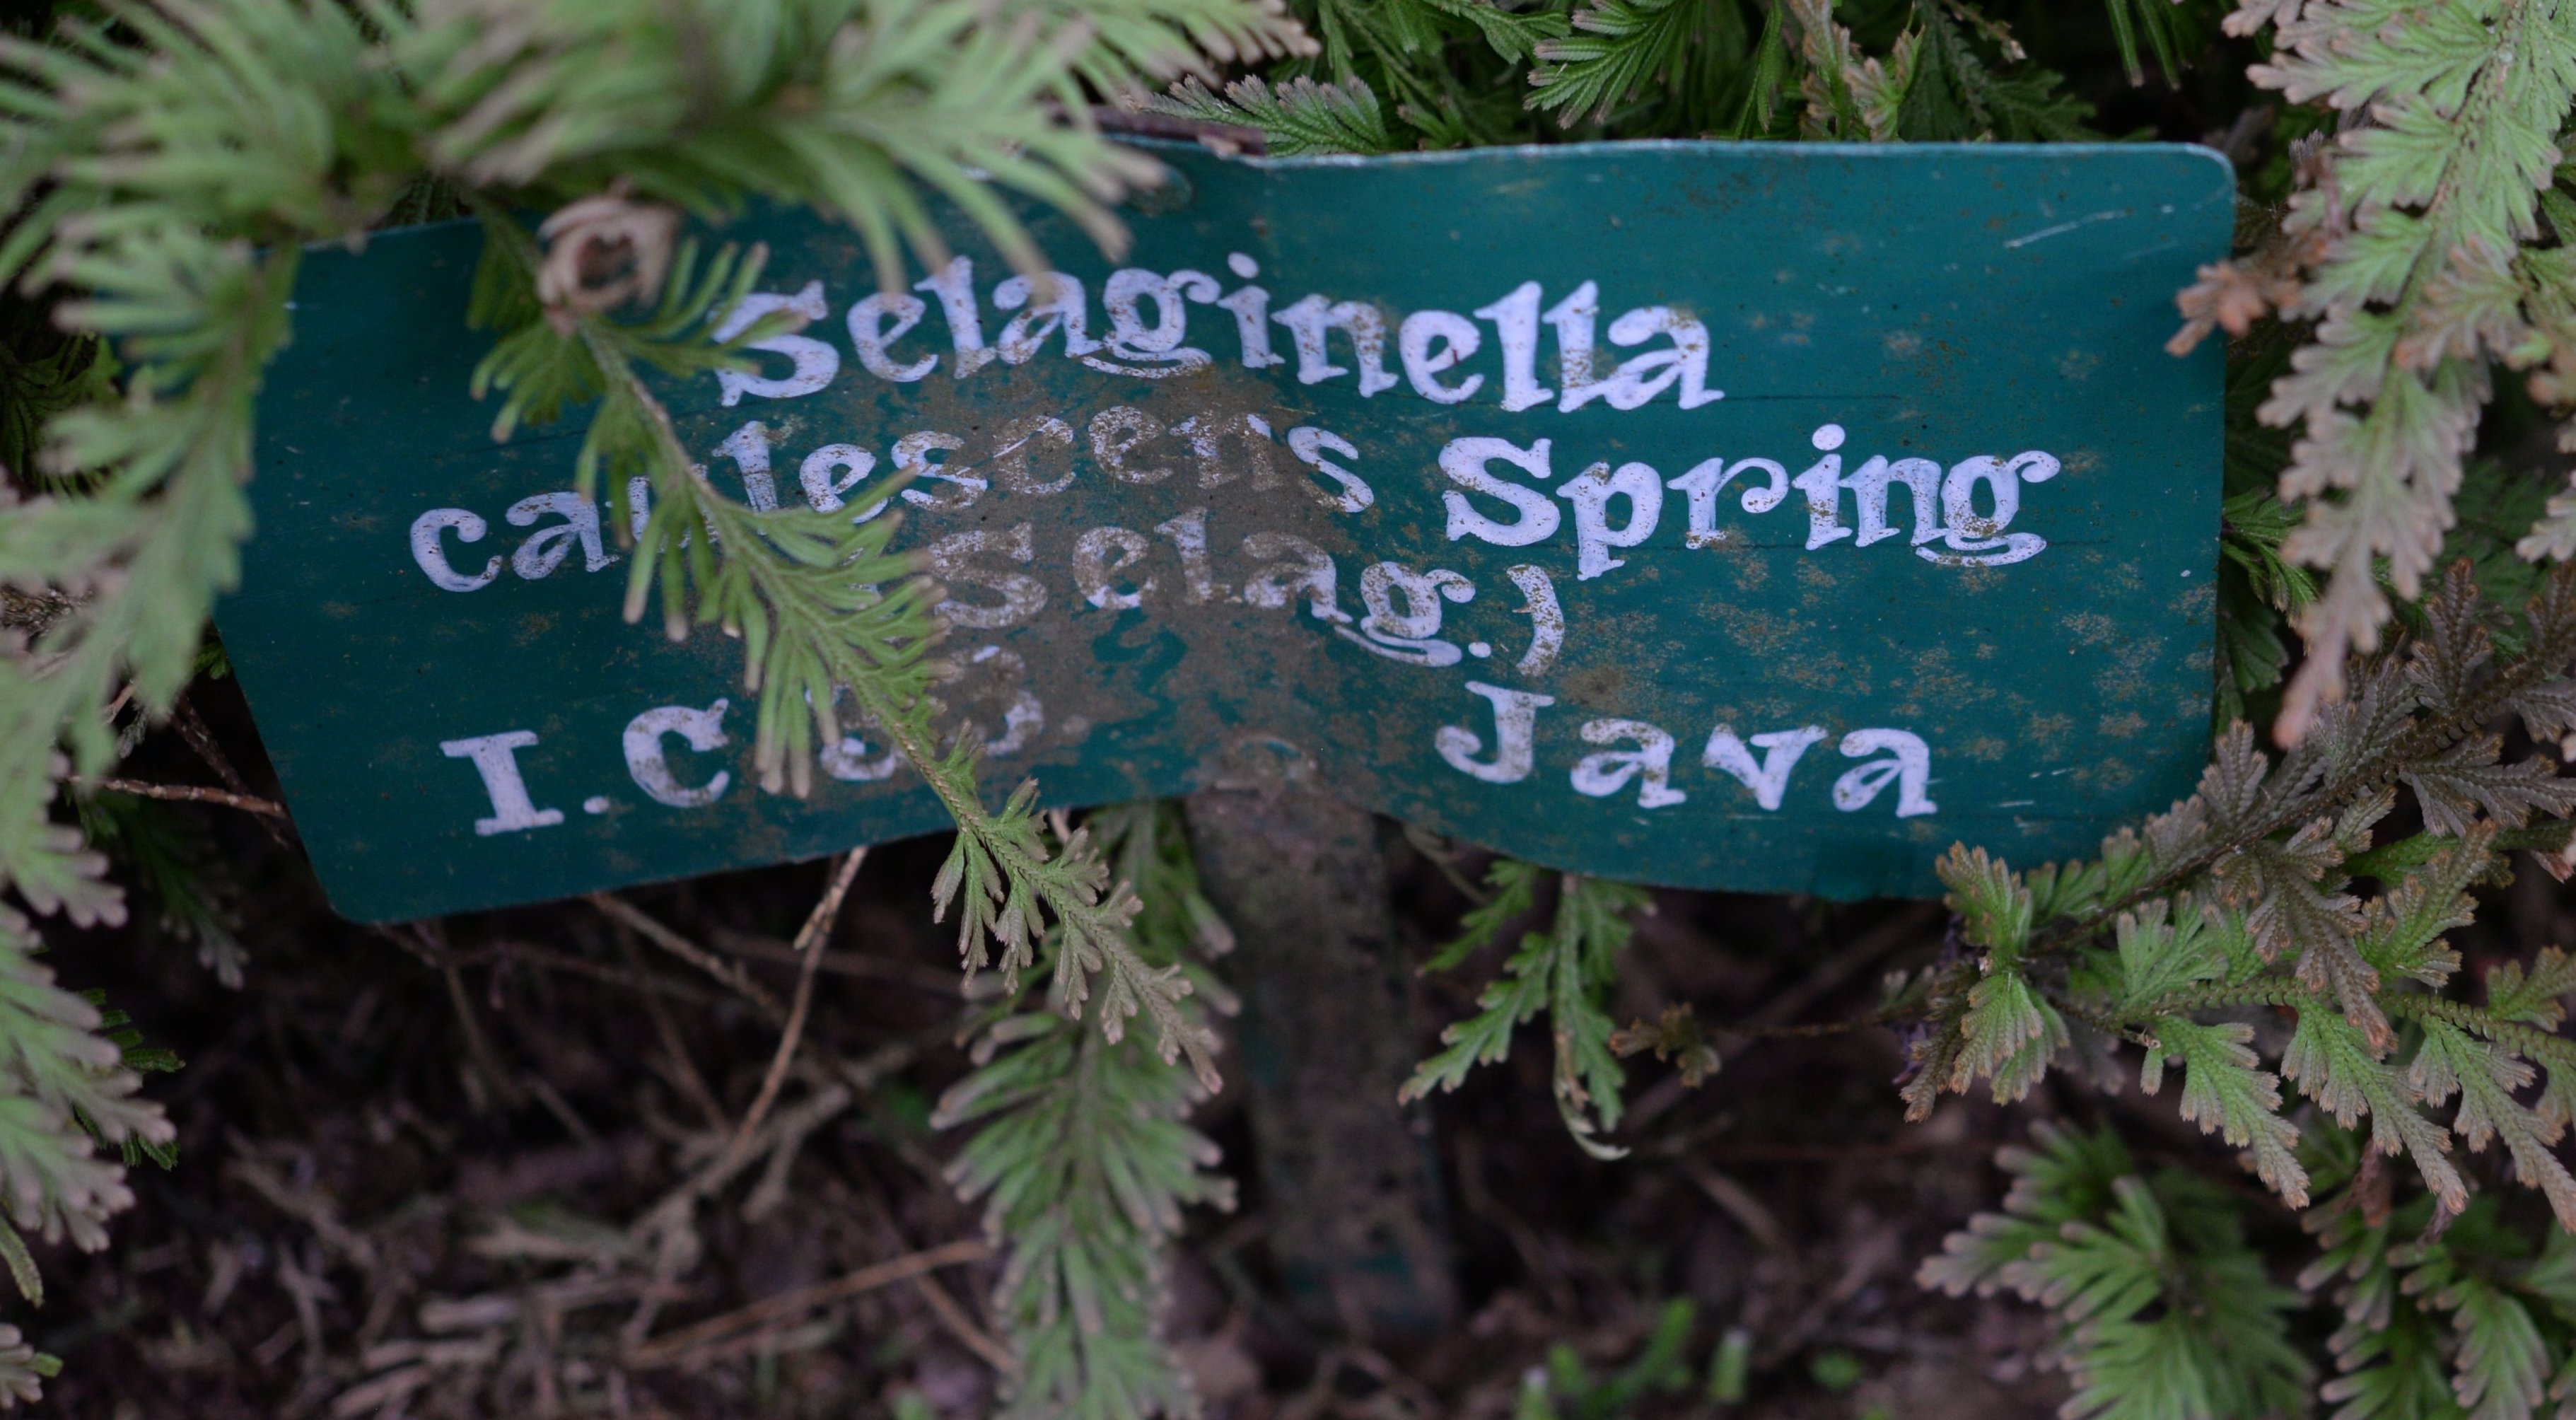 Selaginella
caulescens Spring
(Selag.)
I.C Java